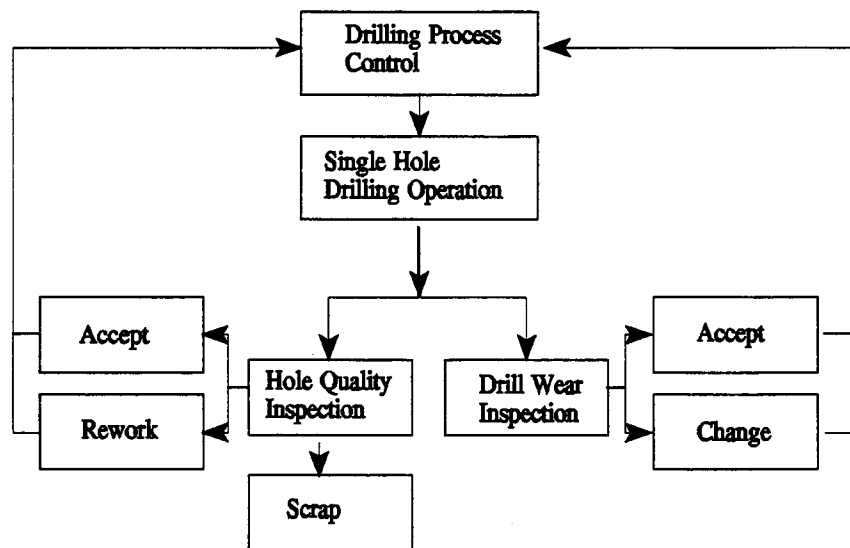 Drilling Process
Control
Single Hole
Drilling Operation
Accept
Rework
Hole Quality
Inspection
Scrap
Drill Wear
Inspection
Accept
Change